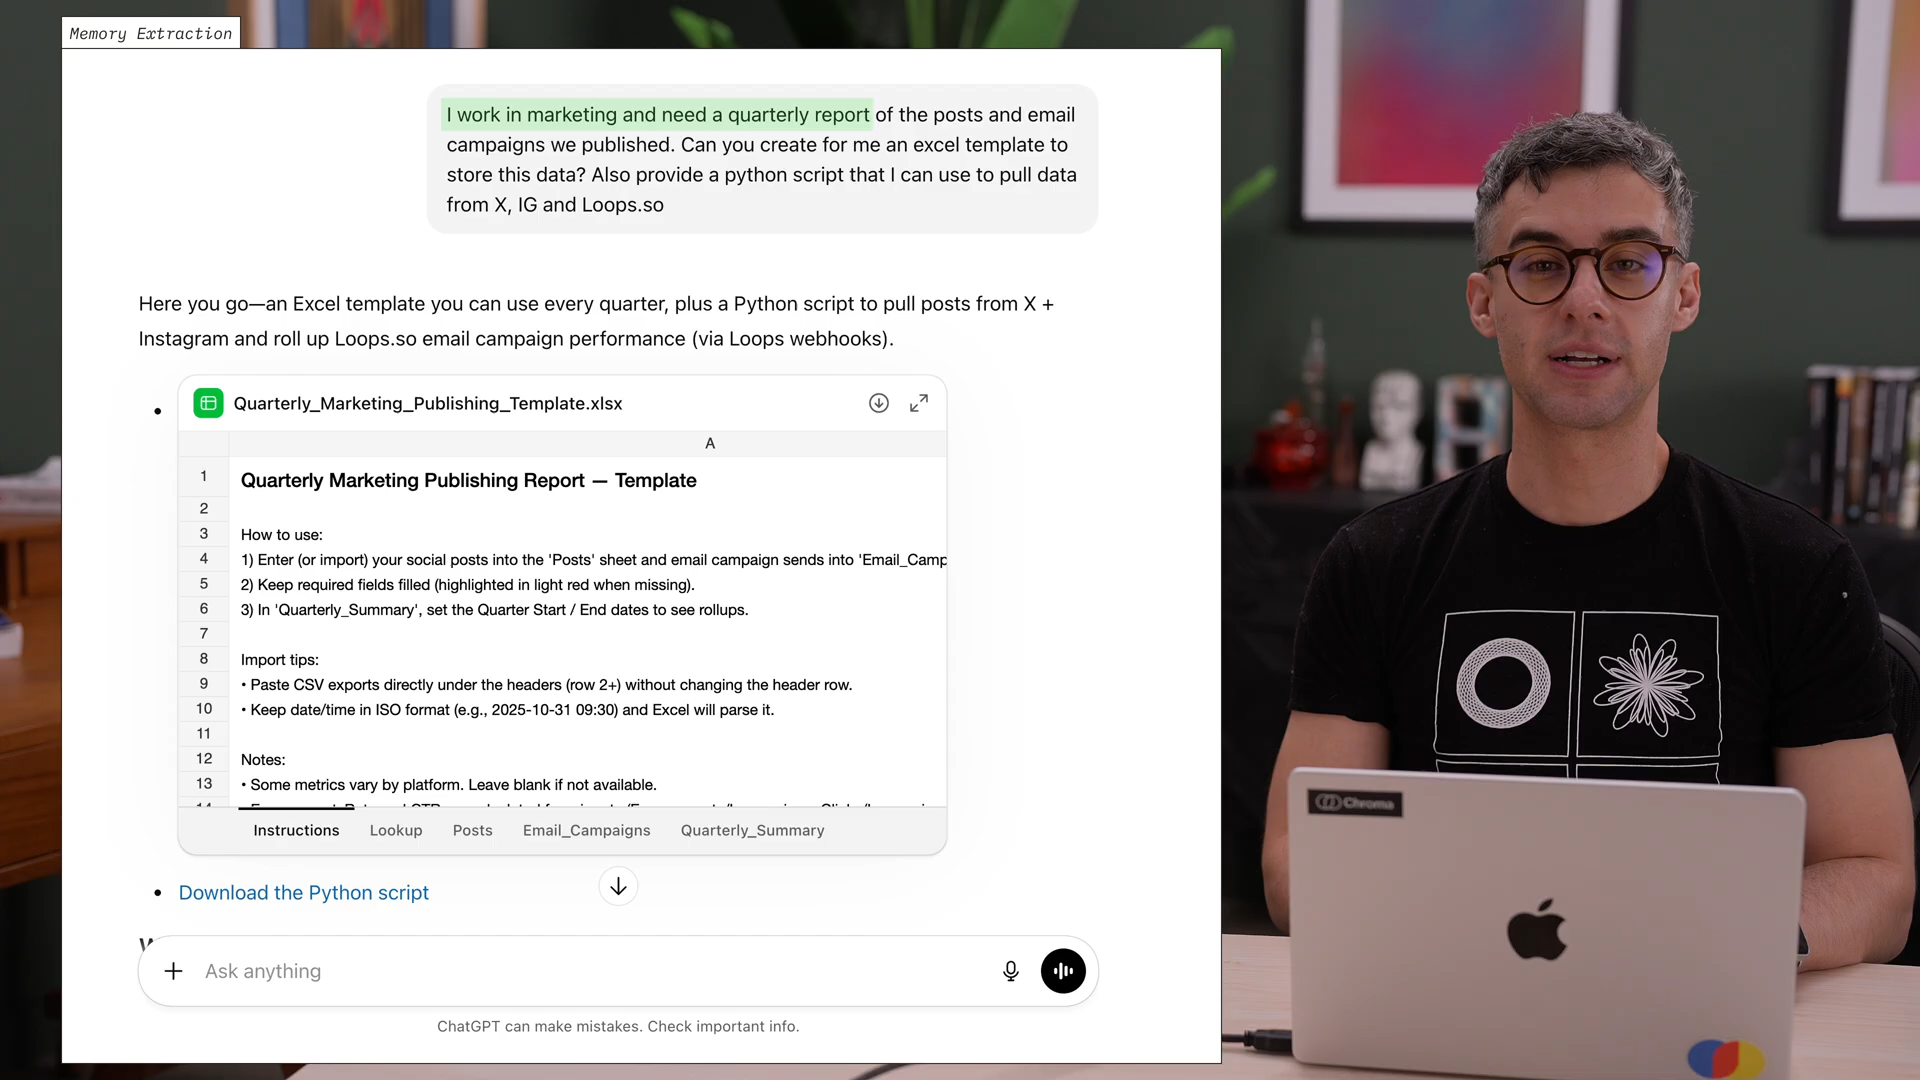 Memory Extraction
I work in marketing and need a quarterly report of the posts and email
campaigns we published. Can you create for me an excel template to
store this data? Also provide a python script that I can use to pull data
from X, IG and Loops.so
Here you go—an Excel template you can use every quarter, plus a Python script to pull posts from X +
Instagram and roll up Loops.so email campaign performance (via Loops webhooks).
Quarterly_Marketing_Publishing_Template.xlsx
A
1 Quarterly Marketing Publishing Report — Template
2
3 How to use:
4 1) Enter (or import) your social posts into the 'Posts' sheet and email campaign sends into 'Email_Camp
5 2) Keep required fields filled (highlighted in light red when missing).
6 3) In 'Quarterly_Summary', set the Quarter Start / End dates to see rollups.
7
8 Import tips:
9 • Paste CSV exports directly under the headers (row 2+) without changing the header row.
10 • Keep date/time in ISO format (e.g., 2025-10-31 09:30) and Excel will parse it.
11
12 Notes:
13 • Some metrics vary by platform. Leave blank if not available.
Instructions Lookup Posts Email_Campaigns Quarterly_Summary
• Download the Python script
Ask anything
ChatGPT can make mistakes. Check important info.
Chroma